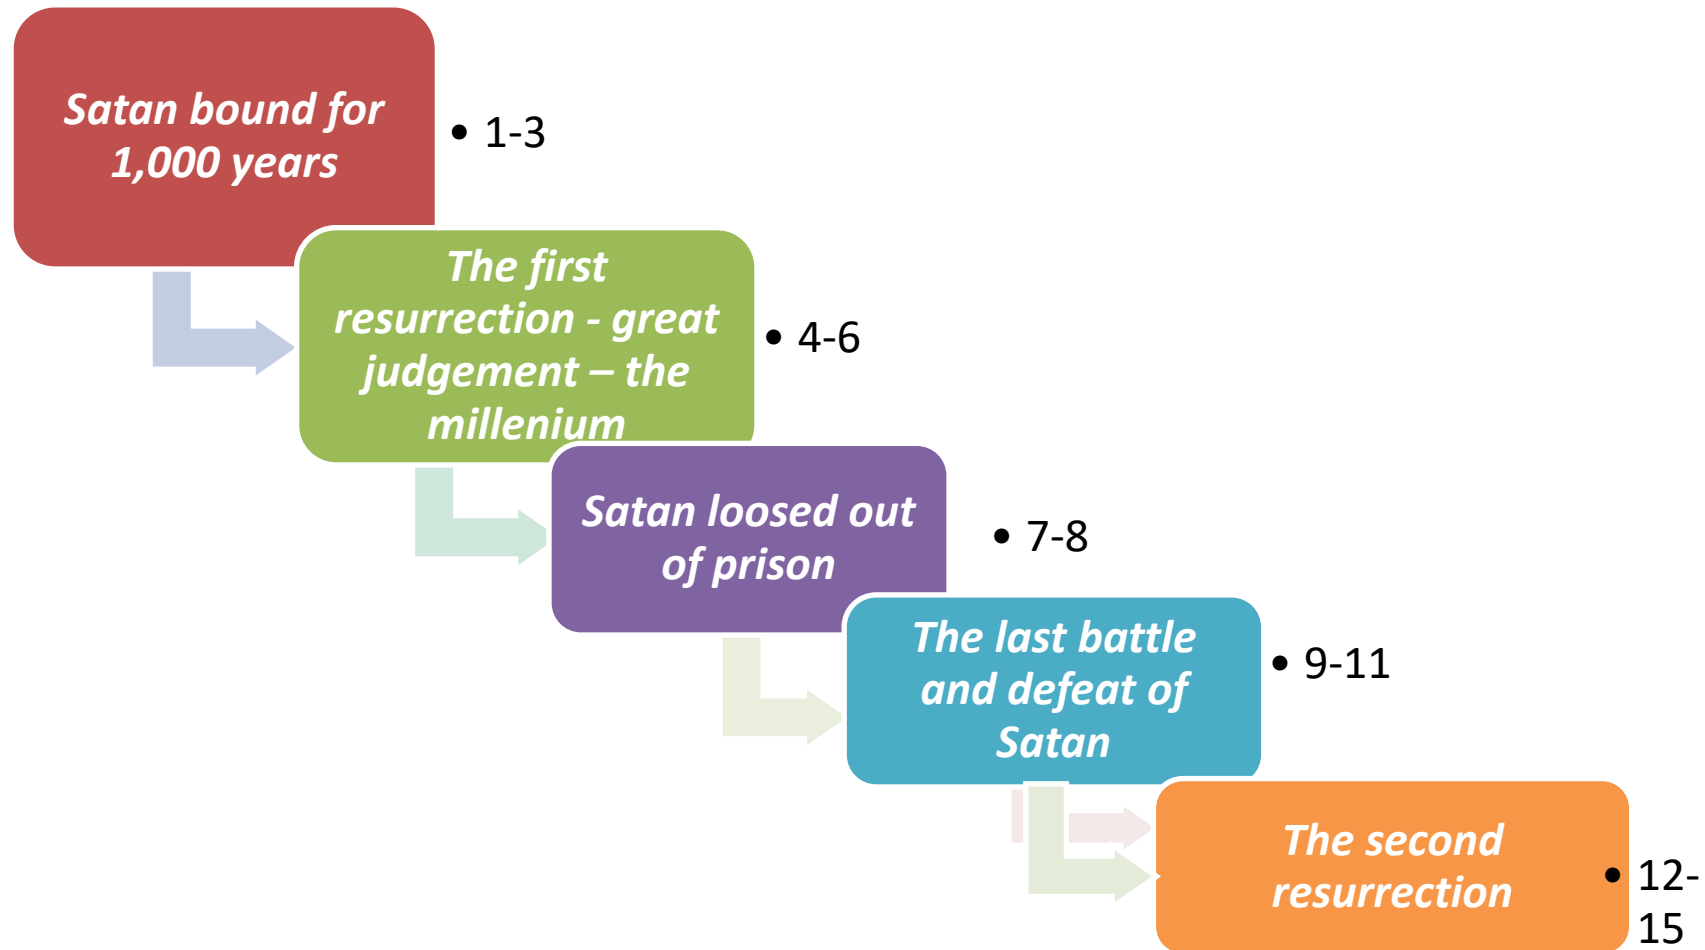 Satan bound for
1,000 years
• 1-3
The first
resurrection - great
judgement – the
millenium
• 4-6
Satan loosed out
of prison
• 7-8
The last battle
and defeat of
Satan
• 9-11
The second
resurrection
• 12-
15